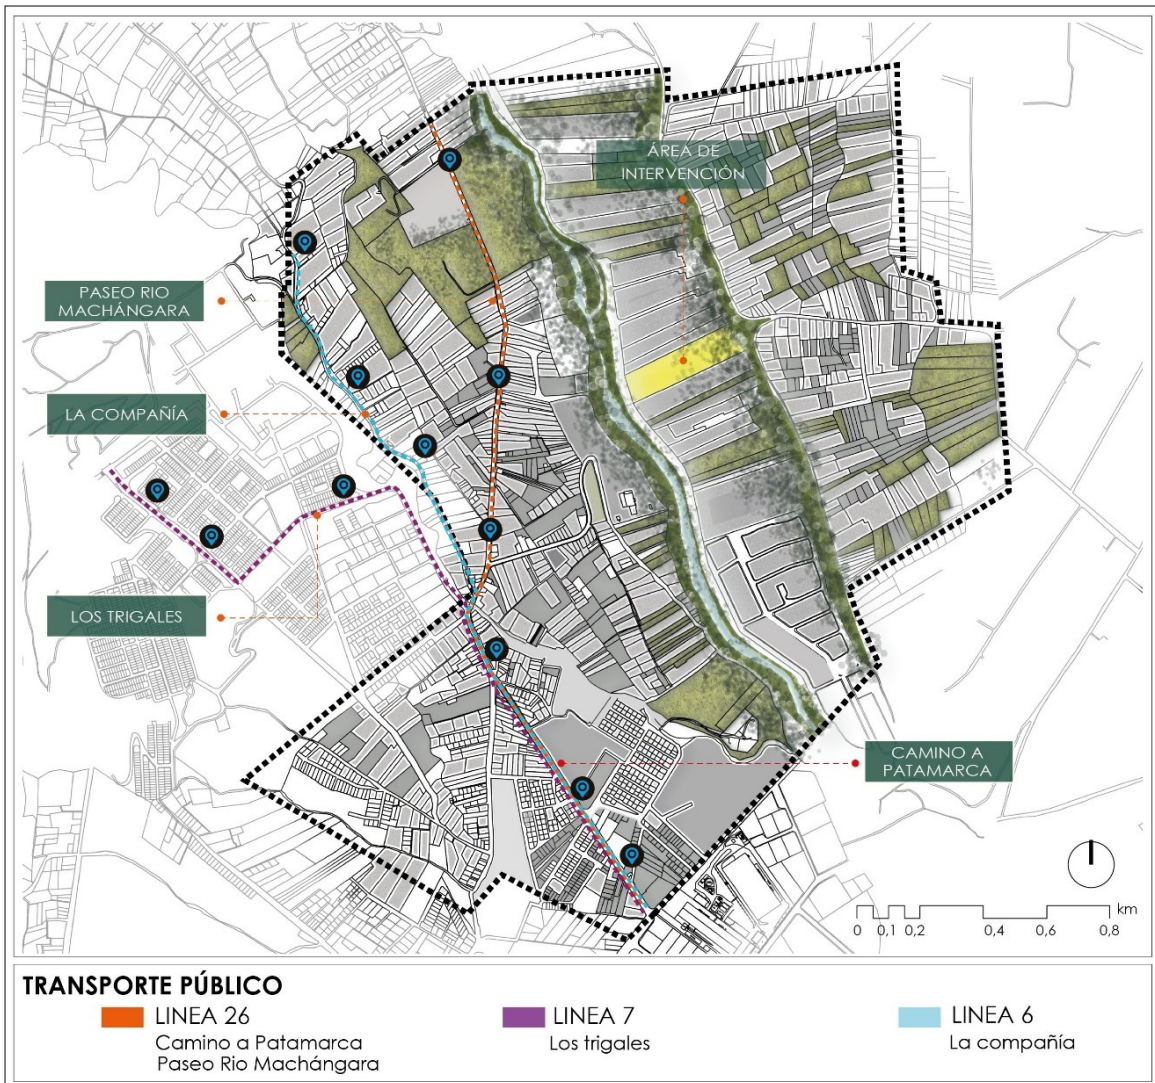 ÁREA DE
INTERVENCIÓN
PASEO RIO
MACHÁNGARA
LA COMPAÑÍA
LOS TRIGALES
CAMINO A
PATAMARCA
km
0 0,1 0,2 0,4 0,6 0,8
TRANSPORTE PÚBLICO
LINEA 26
Camino a Patamarca
Paseo Rio Machángara
LINEA 7
Los trigales
LINEA 6
La compañía